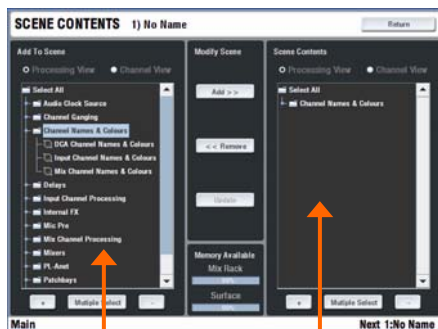 SCENE CONTENTS 1) No Name
Return
Add To Scene
Modify Scene
Scene Contents
Processing View Channel View
Processing View Channel View
Select All
Audio Clock Source
Channel Ganging
Channel Names & Colours
DCA Channel Names & Colours
Input Channel Names & Colours
Mix Channel Names & Colours
Delays
Input Channel Processing
Internal FX
Mic Pre
Mix Channel Processing
Mixers
PL-Anet
Patchbays
Add >>
<< Remove
Update
Select All
Channel Names & Colours
Memory Available
Mix Rack
Surface
+ Multiple Select -
+ Multiple Select -
Main
Next 1:No Name